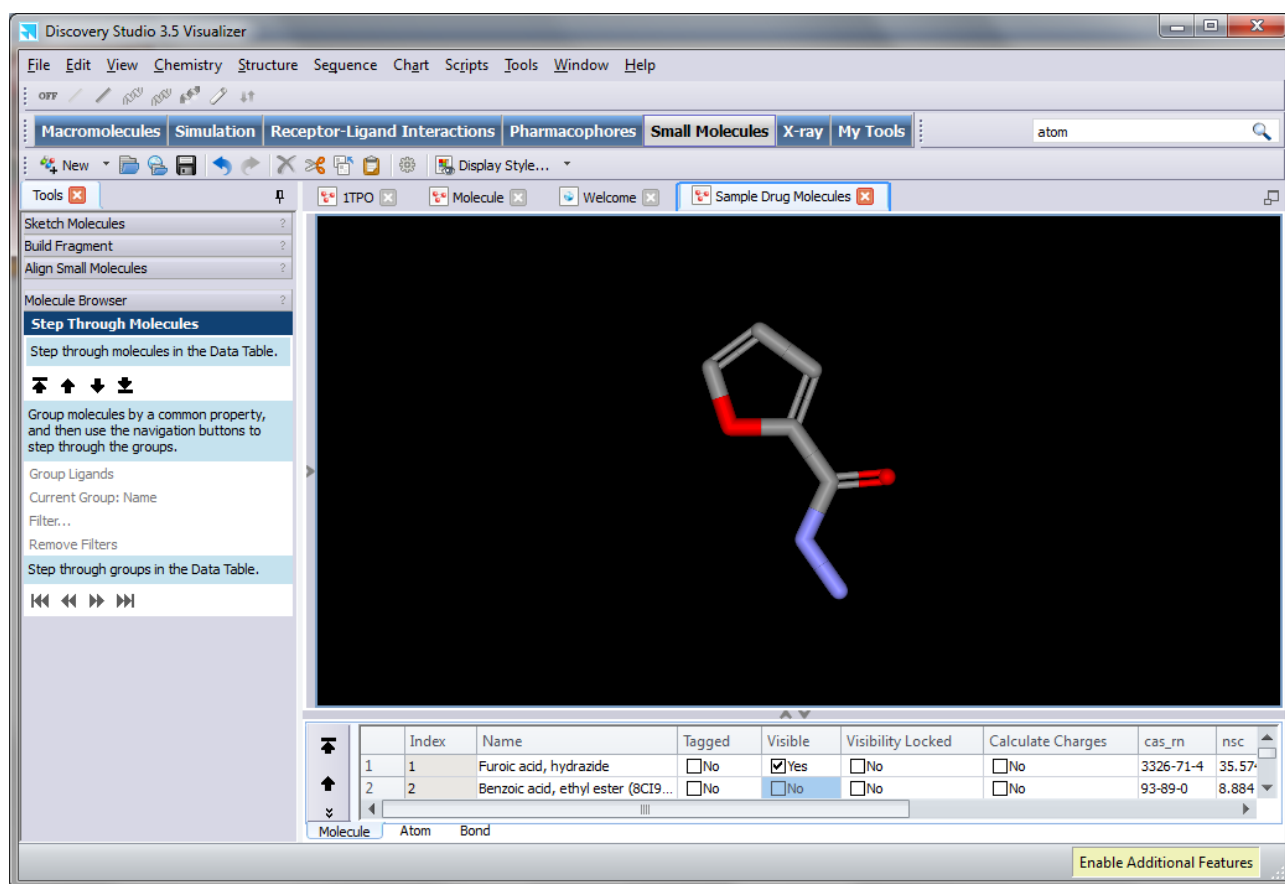 Discovery Studio 3.5 Visualizer
File Edit View Chemistry Structure Sequence Chart Scripts Tools Window Help
OFF
Macromolecules Simulation Receptor-Ligand Interactions Pharmacophores Small Molecules X-ray My Tools atom
New Display Style...
Tools 1TPO Molecule Welcome Sample Drug Molecules
Sketch Molecules ?
Build Fragment ?
Align Small Molecules ?
Molecule Browser ?
Step Through Molecules
Step through molecules in the Data Table.
Group molecules by a common property,
and then use the navigation buttons to
step through the groups.
Group Ligands
Current Group: Name
Filter...
Remove Filters
Step through groups in the Data Table.
Index Name Tagged Visible Visibility Locked Calculate Charges cas_rn nsc
1 1 Furoic acid, hydrazide No Yes No No 3326-71-4 35.574
2 2 Benzoic acid, ethyl ester (8CI9... No No No No 93-89-0 8.884
Molecule Atom Bond
Enable Additional Features